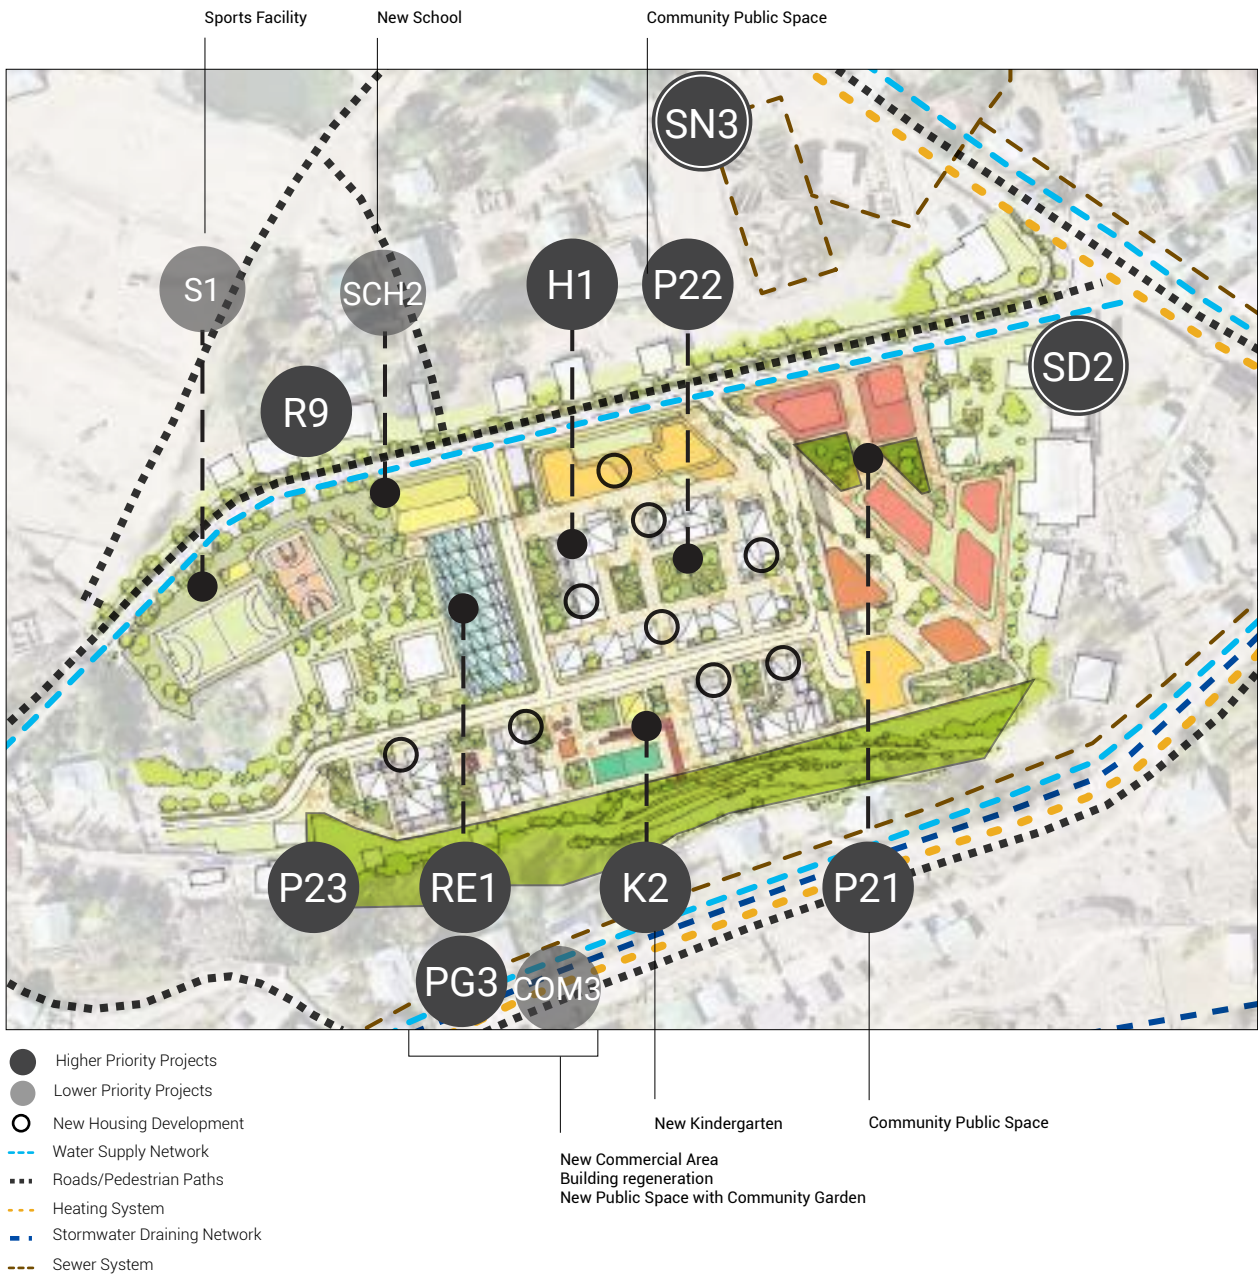 Sports Facility
New School
Community Public Space
SN3
S1
SCH2
H1
P22
SD2
R9
P23
RE1
K2
P21
PG3
COM3
Higher Priority Projects
Lower Priority Projects
New Housing Development
Water Supply Network
Roads/Pedestrian Paths
Heating System
Stormwater Draining Network
Sewer System
New Kindergarten
Community Public Space
New Commercial Area
Building regeneration
New Public Space with Community Garden